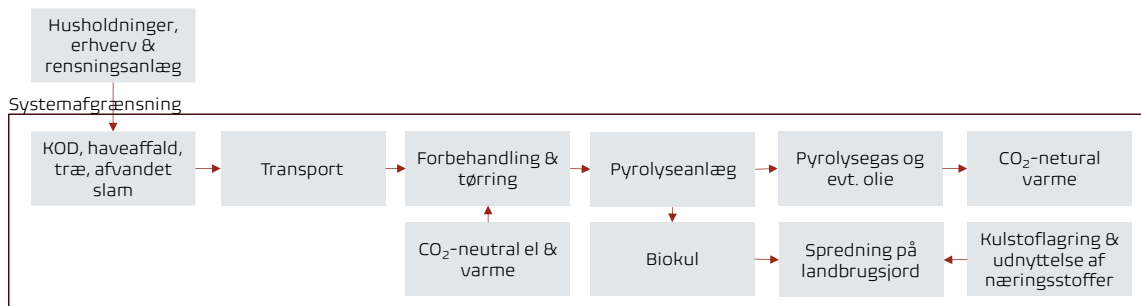 Husholdninger,
erhverv &
rensningsanlæg
Systemafgrænsning
KOD, haveaffald,
træ, afvandet
slam
Transport
Forbehandling &
tørring
Pyrolyseanlæg
Pyrolysegas og
evt. olie
CO₂-netural
varme
CO₂-neutral el &
varme
Biokul
Spredning på
landbrugsjord
Kulstoflagring &
udnyttelse af
næringsstoffer